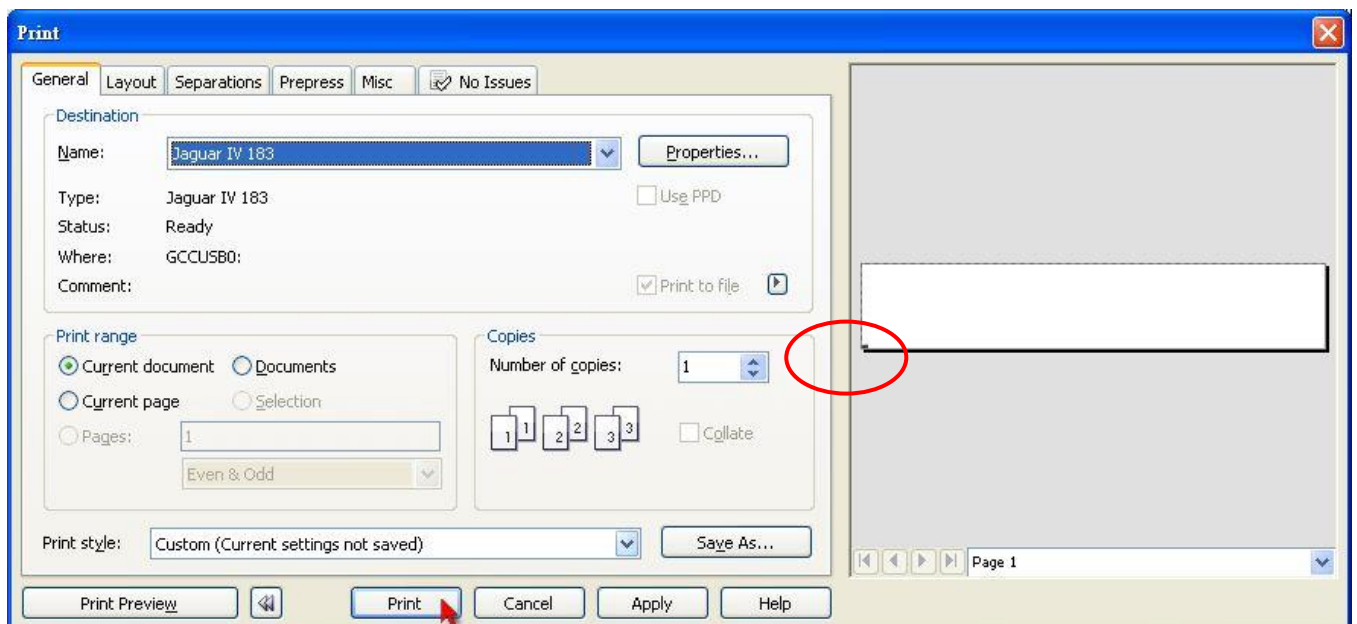 Print
General Layout Separations Prepress Misc No Issues
Destination
Name: Jaguar IV 183 Properties...
Type: Jaguar IV 183 Use PPD
Status: Ready
Where: GCCUSB0:
Comment: Print to file
Print range
Current document Documents
Current page Selection
Pages: 1
Even & Odd
Copies
Number of copies: 1
1 1 2 2 3 3 Collate
Print style: Custom (Current settings not saved) Save As...
Page 1
Print Preview Print Cancel Apply Help